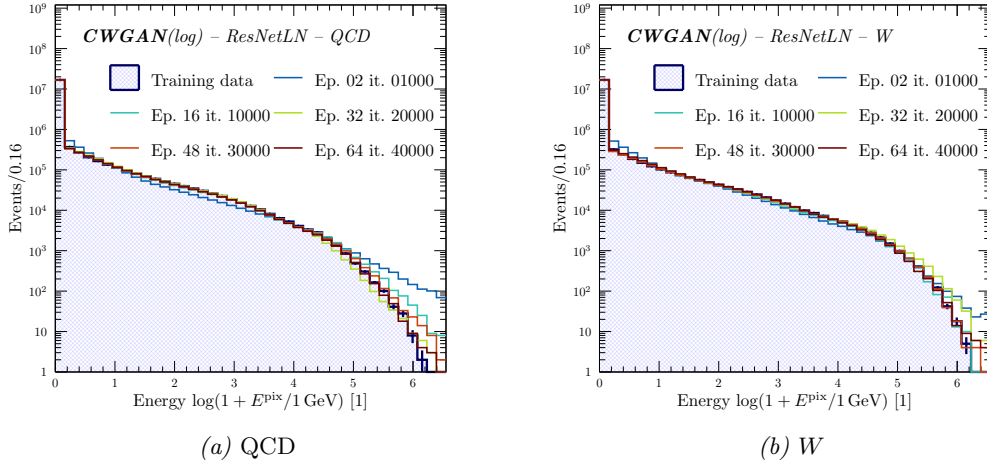 CWGAN(log) – ResNetLN – QCD
Training data
Ep. 02 it. 01000
Ep. 16 it. 10000
Ep. 32 it. 20000
Ep. 48 it. 30000
Ep. 64 it. 40000
Events/0.16
10⁹
10⁸
10⁷
10⁶
10⁵
10⁴
10³
10²
10
1
0 1 2 3 4 5 6
Energy log(1 + Eᵖⁱˣ/1 GeV) [1]
(a) QCD
CWGAN(log) – ResNetLN – W
Training data
Ep. 02 it. 01000
Ep. 16 it. 10000
Ep. 32 it. 20000
Ep. 48 it. 30000
Ep. 64 it. 40000
Events/0.16
10⁹
10⁸
10⁷
10⁶
10⁵
10⁴
10³
10²
10
1
0 1 2 3 4 5 6
Energy log(1 + Eᵖⁱˣ/1 GeV) [1]
(b) W